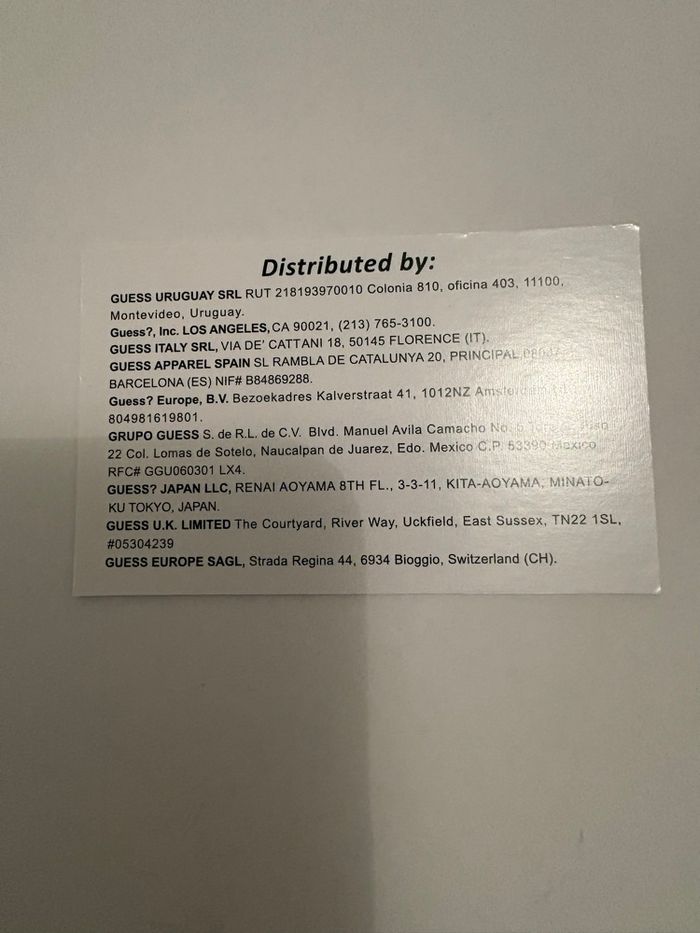 Distributed by:
GUESS URUGUAY SRL RUT 218193970010 Colonia 810, oficina 403, 11100,
Montevideo, Uruguay.
Guess?, Inc. LOS ANGELES, CA 90021, (213) 765-3100.
GUESS ITALY SRL, VIA DE' CATTANI 18, 50145 FLORENCE (IT).
GUESS APPAREL SPAIN SL RAMBLA DE CATALUNYA 20, PRINCIPAL
BARCELONA (ES) NIF# B84869288.
Guess? Europe, B.V. Bezoekadres Kalverstraat 41, 1012NZ Amsterdam
804981619801.
GRUPO GUESS S. de R.L. de C.V. Blvd. Manuel Avila Camacho No. 5
22 Col. Lomas de Sotelo, Naucalpan de Juarez, Edo. Mexico C.P. 53390 Mexico
RFC# GGU060301 LX4.
GUESS? JAPAN LLC, RENAI AOYAMA 8TH FL., 3-3-11, KITA-AOYAMA, MINATO-
KU TOKYO, JAPAN.
GUESS U.K. LIMITED The Courtyard, River Way, Uckfield, East Sussex, TN22 1SL,
#05304239
GUESS EUROPE SAGL, Strada Regina 44, 6934 Bioggio, Switzerland (CH).